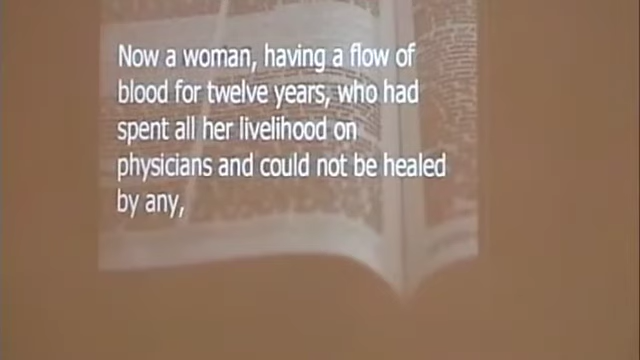 Now a woman, having a flow of
blood for twelve years, who had
spent all her livelihood on
physicians and could not be healed
by any,